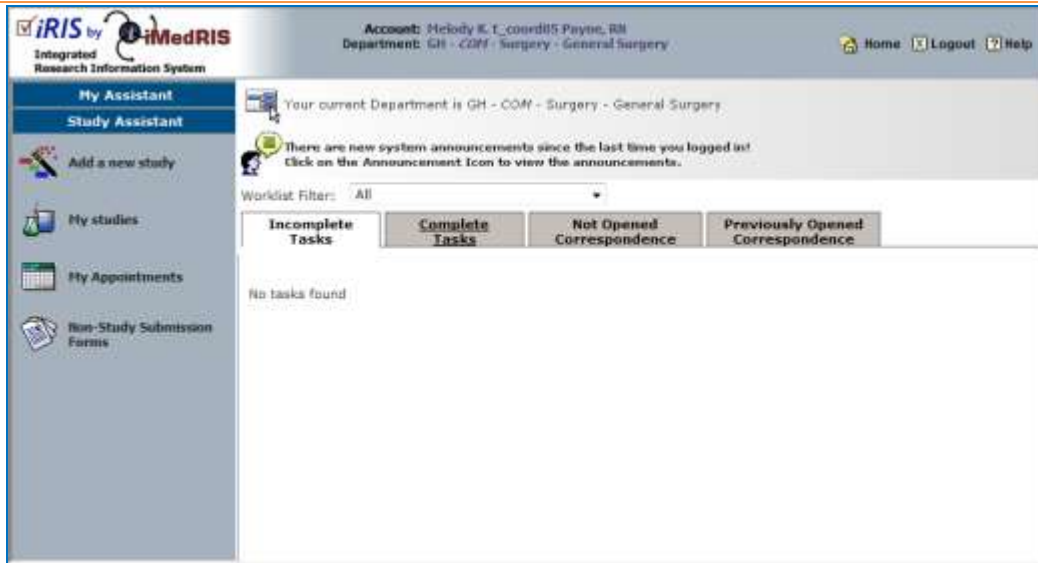 iRIS by iMedRIS
Integrated
Research Information System
Account: Melody K. t_coord05 Payne, RN
Department: GH - COM - Surgery - General Surgery
Home Logout Help
My Assistant
Study Assistant
Add a new study
My studies
My Appointments
Non-Study Submission
Forms
Your current Department is GH - COM - Surgery - General Surgery
There are new system announcements since the last time you logged in!
Click on the Announcement Icon to view the announcements.
Worklist Filter: All
Incomplete
Tasks
Complete
Tasks
Not Opened
Correspondence
Previously Opened
Correspondence
No tasks found